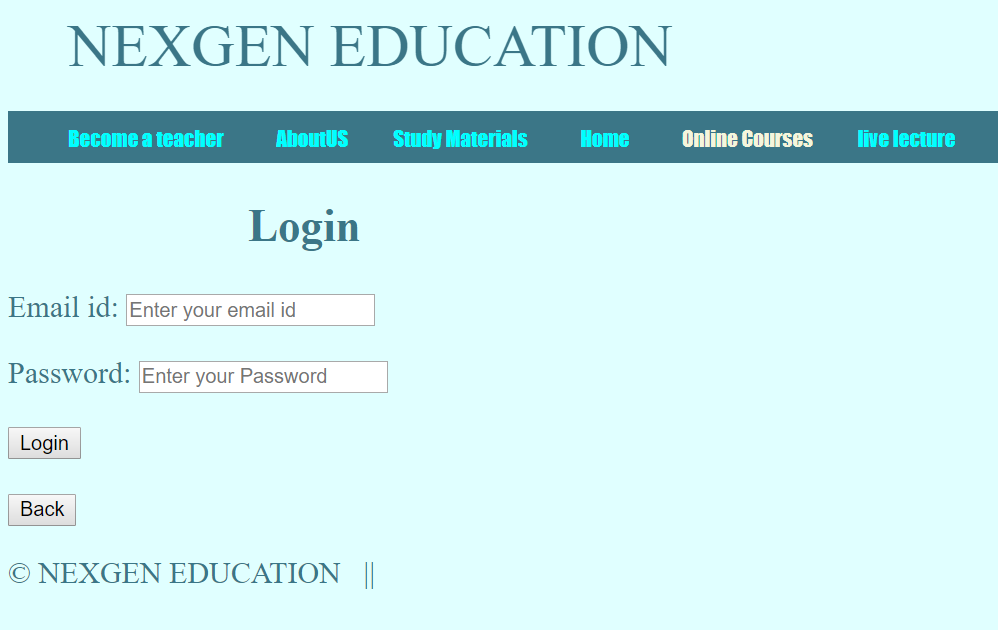 NEXGEN EDUCATION
Become a teacher AboutUS Study Materials Home Online Courses live lecture
Login
Email id: Enter your email id
Password: Enter your Password
Login
Back
© NEXGEN EDUCATION ||